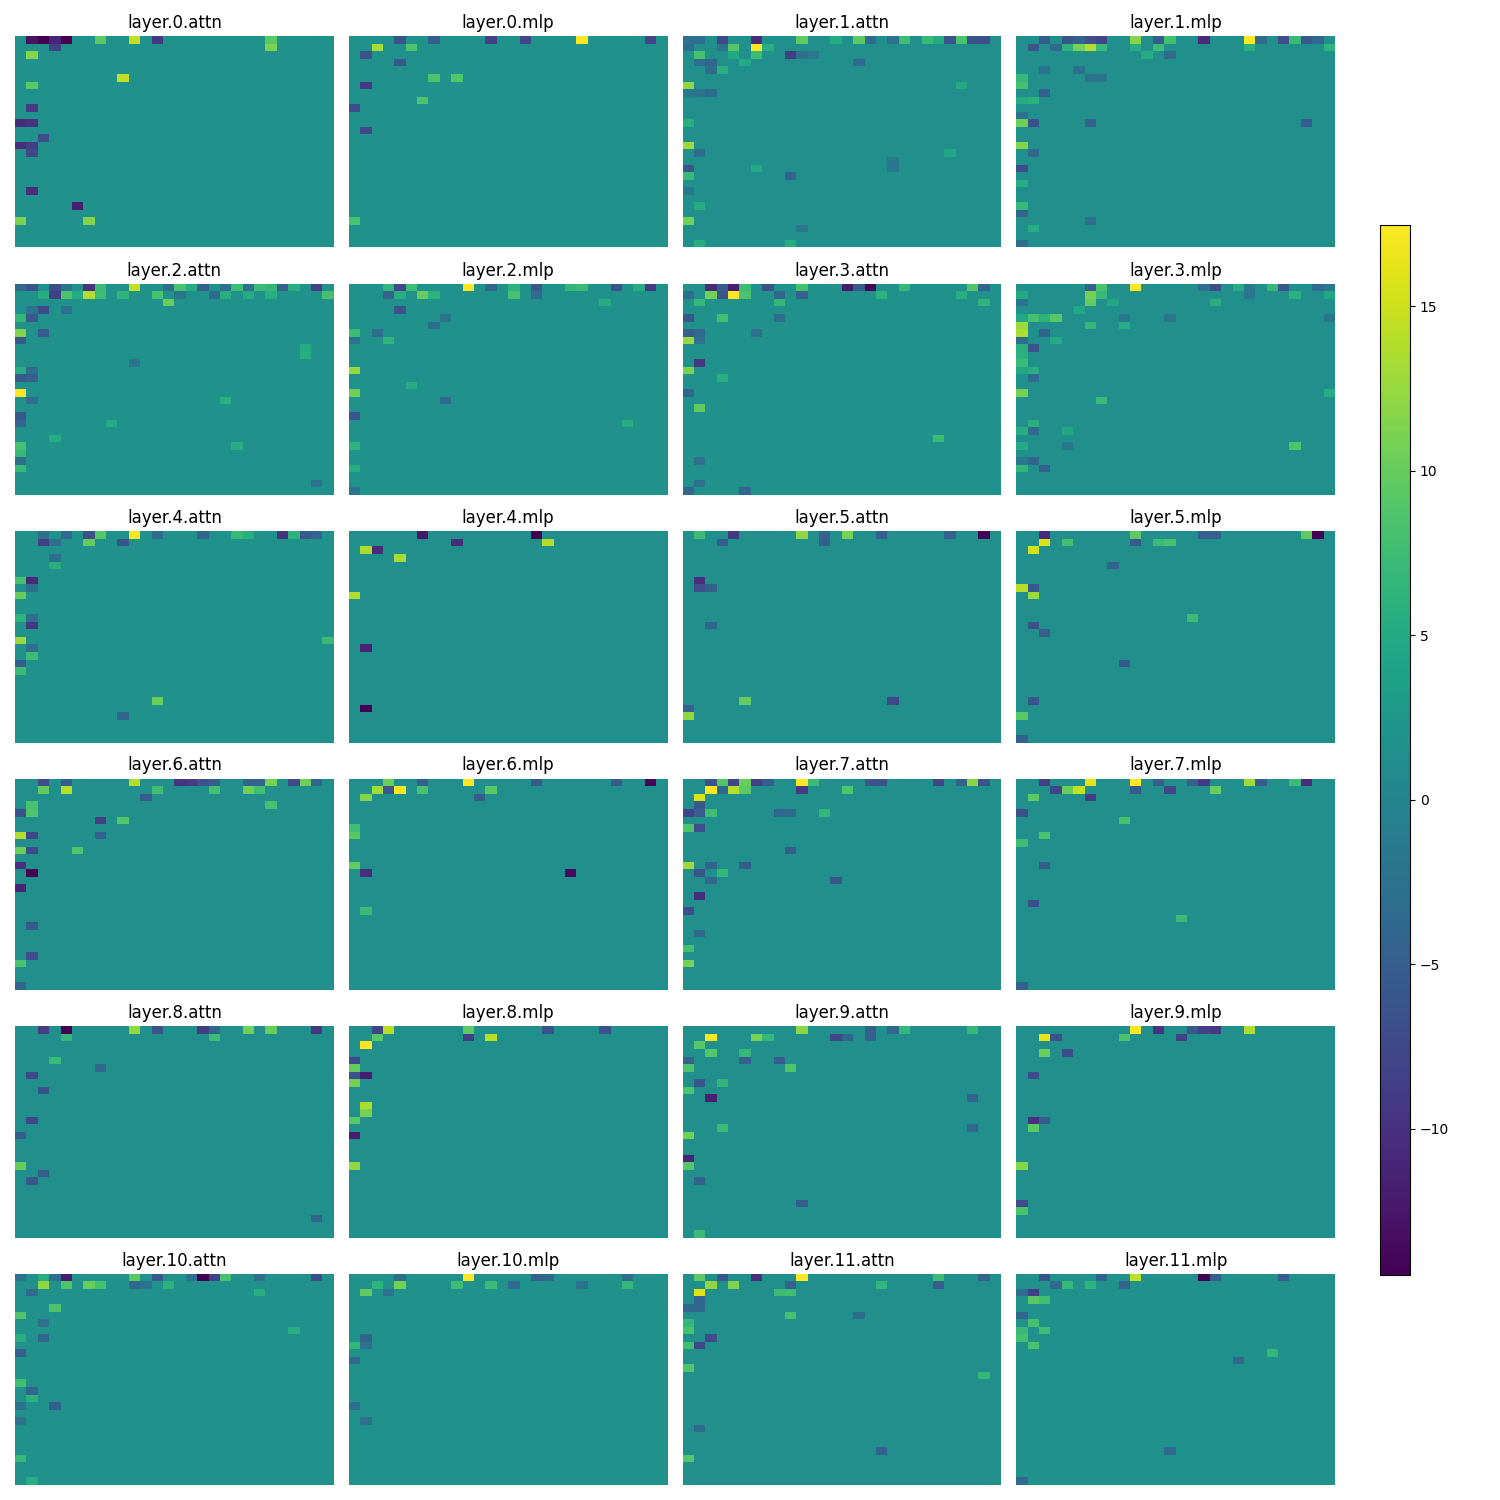 layer.0.attn layer.0.mlp layer.1.attn layer.1.mlp
layer.2.attn layer.2.mlp layer.3.attn layer.3.mlp
layer.4.attn layer.4.mlp layer.5.attn layer.5.mlp
layer.6.attn layer.6.mlp layer.7.attn layer.7.mlp
layer.8.attn layer.8.mlp layer.9.attn layer.9.mlp
layer.10.attn layer.10.mlp layer.11.attn layer.11.mlp
15
10
5
0
−5
−10